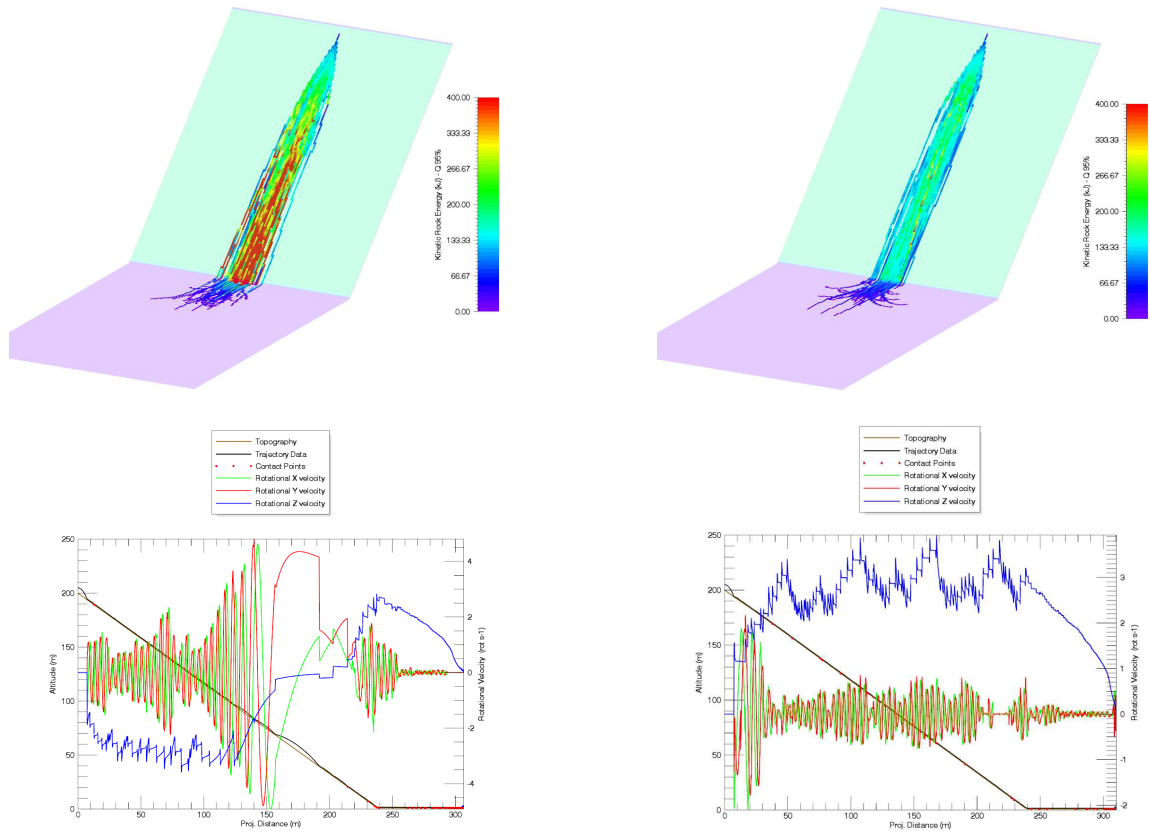 400.00
333.33
266.67
200.00
133.33
66.67
0.00
Kinetic Rock Energy (kJ) - Q 95%
400.00
333.33
266.67
200.00
133.33
66.67
0.00
Kinetic Rock Energy (kJ) - Q 95%
Topography
Trajectory Data
Contact Points
Rotational X velocity
Rotational Y velocity
Rotational Z velocity
Topography
Trajectory Data
Contact Points
Rotational X velocity
Rotational Y velocity
Rotational Z velocity
250
200
150
100
50
0
Altitude (m)
0 50 100 150 200 250 300
Proj. Distance (m)
4
2
0
-2
-4
Rotational Velocity (rot s-1)
250
200
150
100
50
0
Altitude (m)
0 50 100 150 200 250 300
Proj. Distance (m)
3
2
1
0
-1
-2
Rotational Velocity (rot s-1)